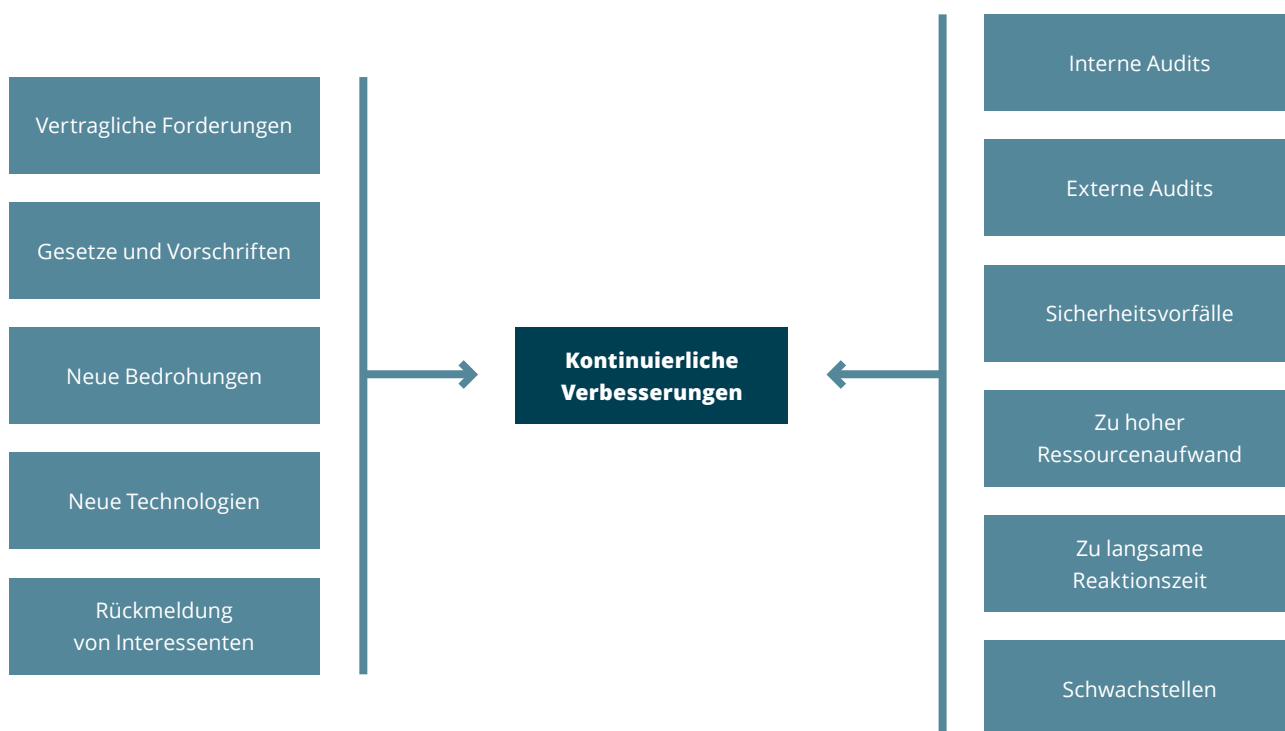 Vertragliche Forderungen
Gesetze und Vorschriften
Neue Bedrohungen
Neue Technologien
Rückmeldung
von Interessenten
Kontinuierliche
Verbesserungen
Interne Audits
Externe Audits
Sicherheitsvorfälle
Zu hoher
Ressourcenaufwand
Zu langsame
Reaktionszeit
Schwachstellen